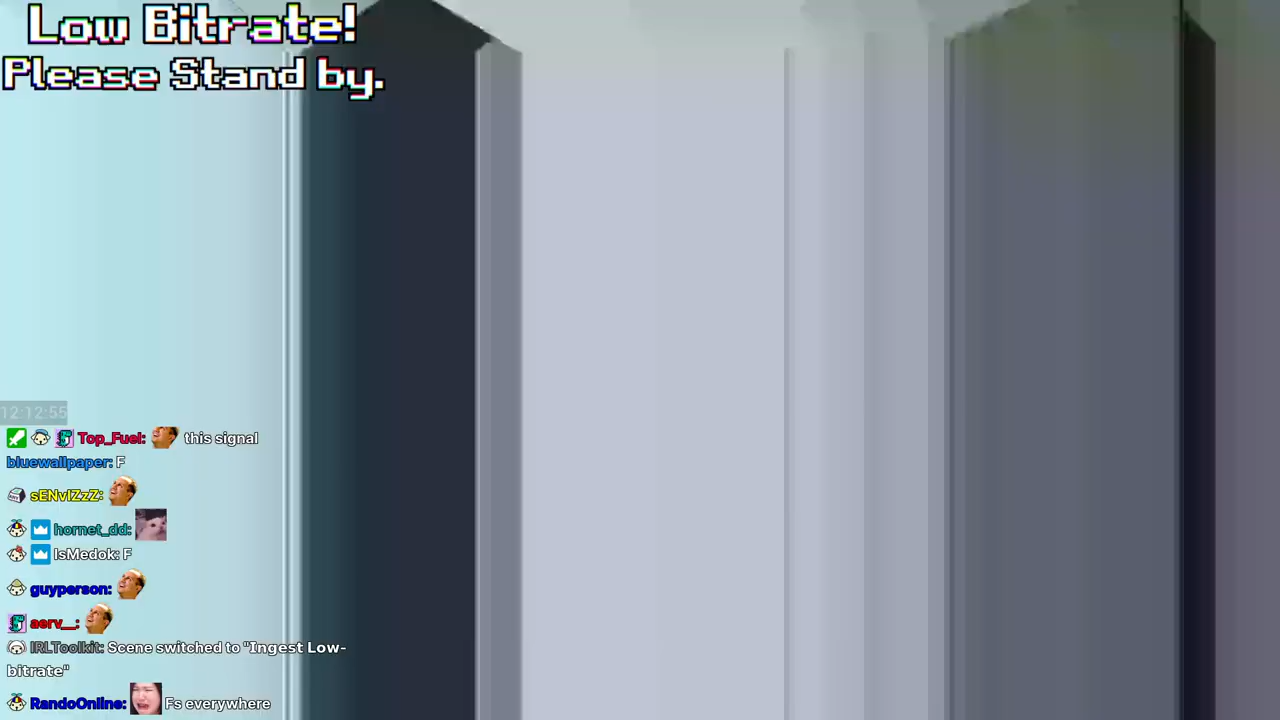 Low Bitrate!
Please Stand by.
12:12:55
Top_Fuel: this signal
bluewallpaper: F
sENvIZzZ:
hornet_dd:
IsMedok: F
guyperson:
aerv__:
IRLToolkit: Scene switched to "Ingest Low-
bitrate"
RandoOnline: Fs everywhere